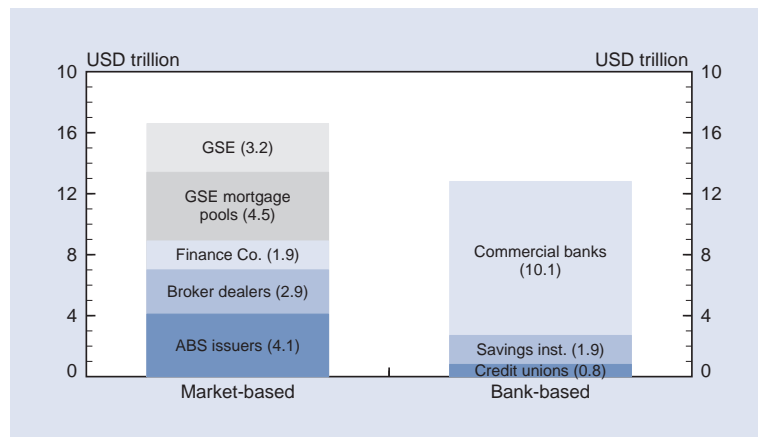 USD trillion
USD trillion
10
10
16
16
12
12
8
8
4
4
0
0
GSE (3.2)
GSE mortgage
pools (4.5)
Finance Co. (1.9)
Broker dealers (2.9)
ABS issuers (4.1)
Commercial banks
(10.1)
Savings inst. (1.9)
Credit unions (0.8)
Market-based
Bank-based